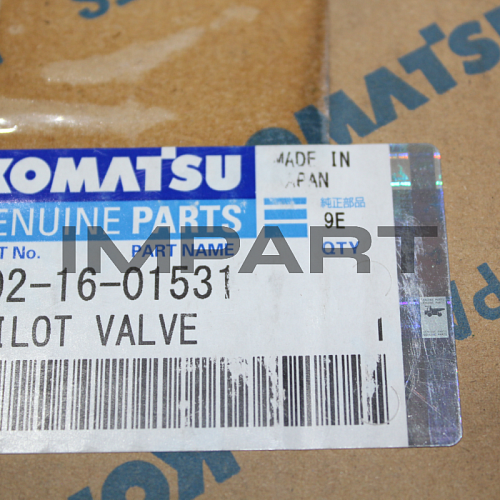 KOMATSU
KOMATSU
MADE IN
JAPAN
ENUINE PARTS
純正部品
9E
T No. PART NAME QTY
IMPART
02-16-01531
ILOT VALVE 1
KOMATSU